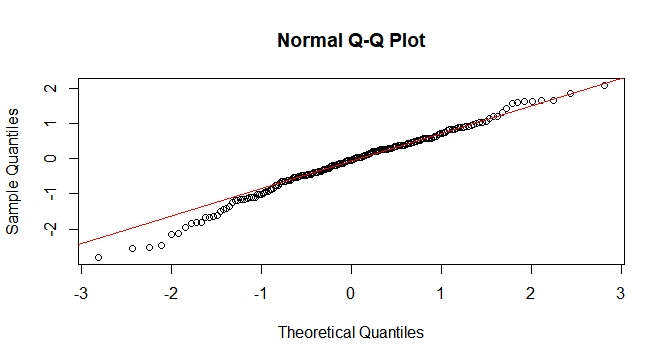 Normal Q-Q Plot
Sample Quantiles
2
1
0
-1
-2
-3 -2 -1 0 1 2 3
Theoretical Quantiles